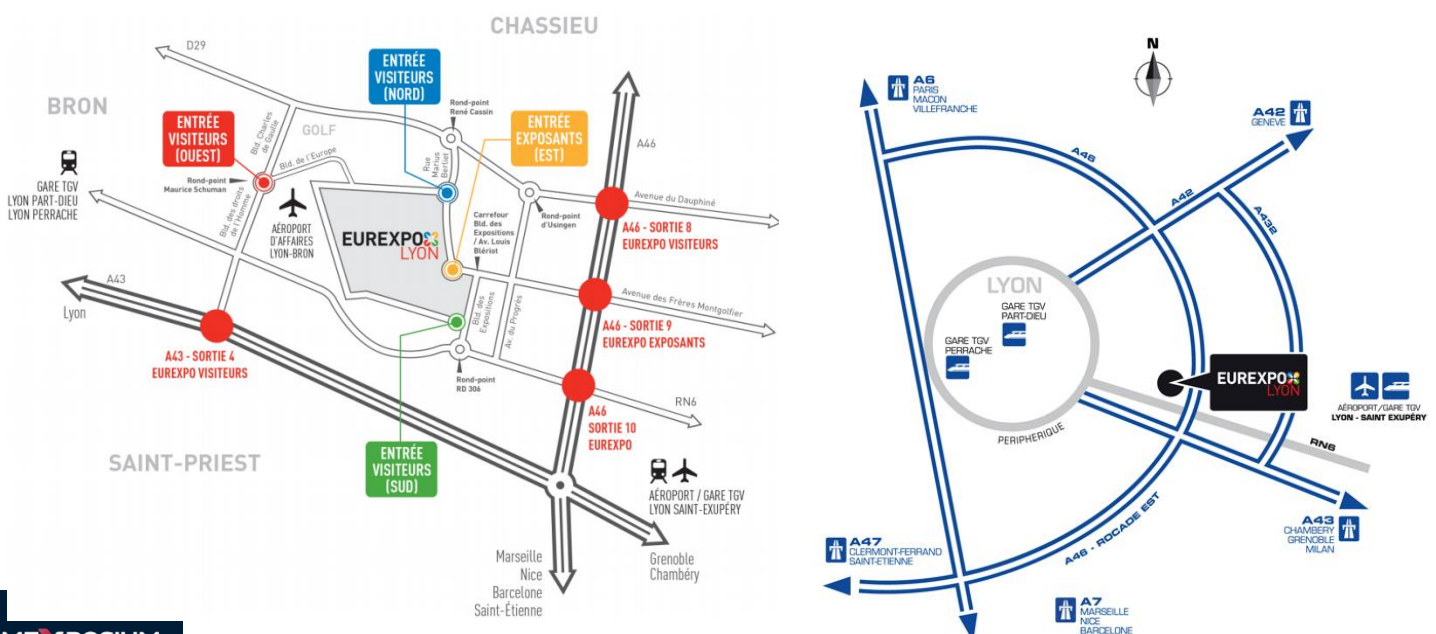 CHASSIEU
D29
ENTRÉE
VISITEURS
(NORD)
BRON
Rond-point
René Cassin
ENTRÉE
VISITEURS
(OUEST)
Bld. Charles
de Gaulle
GOLF
ENTRÉE
EXPOSANTS
(EST)
A46
Bld. de l'Europe
Rue
Marius
Berliet
GARE TGV
LYON PART-DIEU
LYON PERRACHE
Rond-point
Maurice Schuman
Bld. des droits
de l'Homme
AÉROPORT
D'AFFAIRES
LYON-BRON
EUREXPO
LYON
Carrefour
Bld. des
Expositions
/ Av. Louis
Blériot
Rond-point
d'Usingen
Avenue du Dauphiné
A46 - SORTIE 8
EUREXPO VISITEURS
A43
Lyon
Avenue des Frères Montgolfier
Bld. des
Expositions
Av. du Progrès
A46 - SORTIE 9
EUREXPO EXPOSANTS
A43 - SORTIE 4
EUREXPO VISITEURS
Rond-point
RD 306
RN6
A46
SORTIE 10
EUREXPO
ENTRÉE
VISITEURS
(SUD)
SAINT-PRIEST
AÉROPORT / GARE TGV
LYON SAINT-EXUPÉRY
Marseille
Nice
Barcelone
Saint-Étienne
Grenoble
Chambéry
N
A6
PARIS
MACON
VILLEFRANCHE
A42
GENEVE
A46
A42
A432
LYON
GARE TGV
PART-DIEU
GARE TGV
PERRACHE
EUREXPO
LYON
AÉROPORT/GARE TGV
LYON - SAINT EXUPÉRY
PERIPHERIQUE
RN6
A43
CHAMBERY
GRENOBLE
MILAN
A46 - ROCADE EST
A47
CLERMONT-FERRAND
SAINT-ETIENNE
A7
MARSEILLE
NICE
BARCELONE